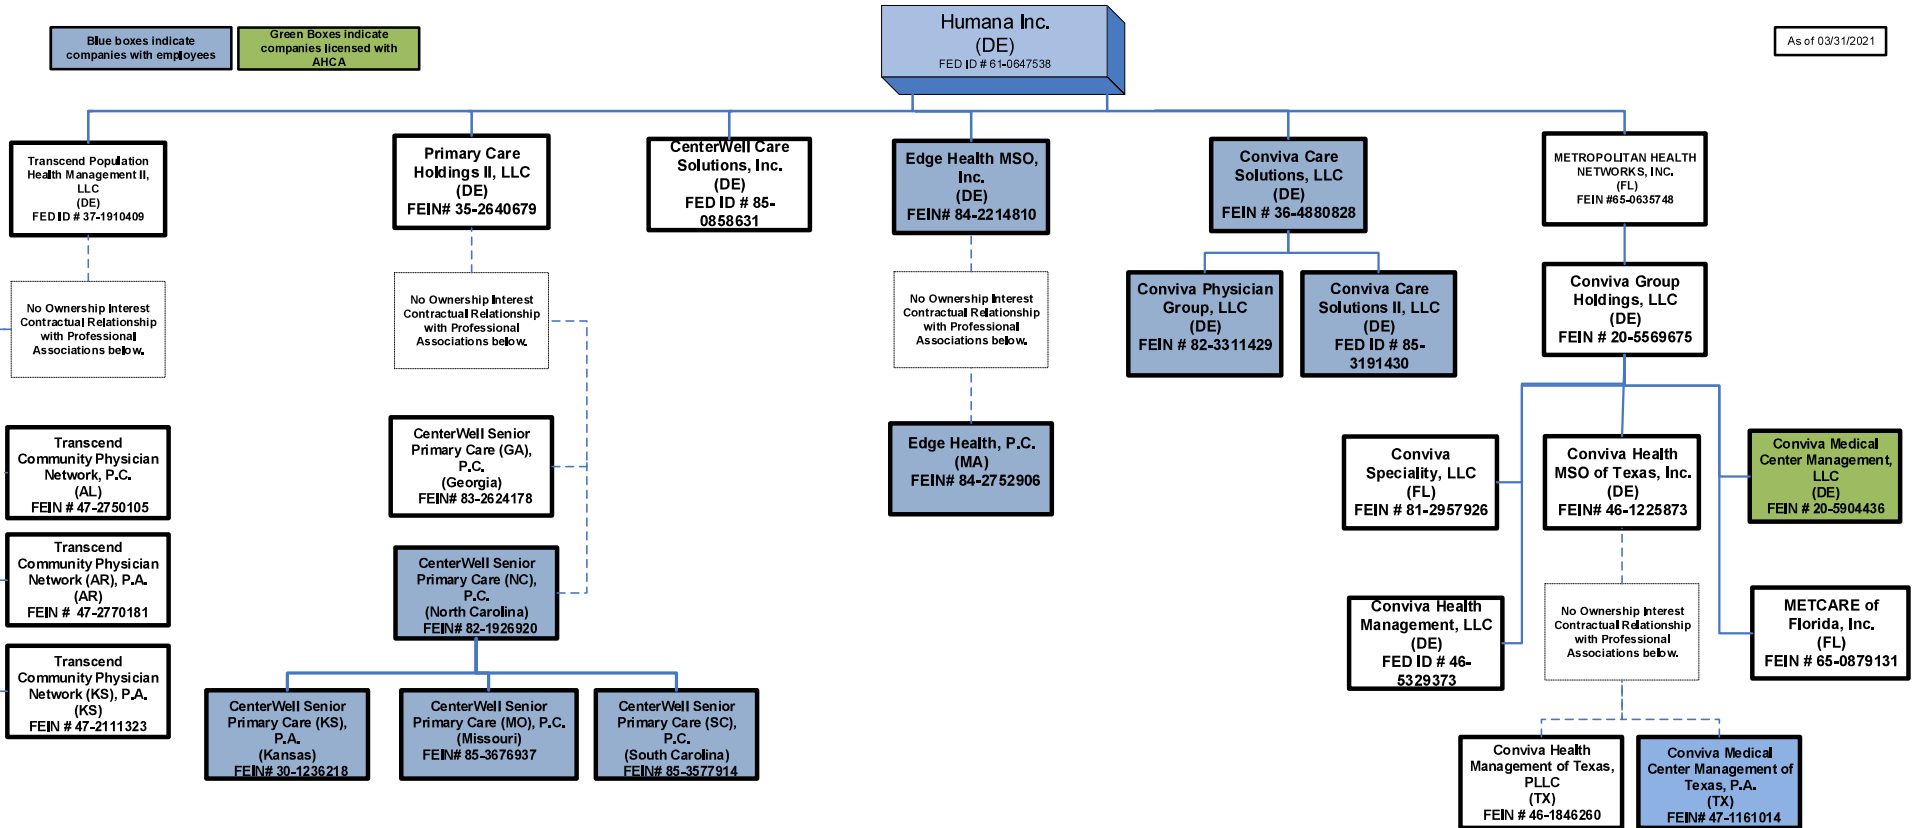 Blue boxes indicate
companies with employees
Green Boxes indicate
companies licensed with
AHCA
Humana Inc.
(DE)
FED ID # 61-0647538
As of 03/31/2021
Transcend Population
Health Management II,
LLC
(DE)
FED ID # 37-1910409
Primary Care
Holdings II, LLC
(DE)
FEIN# 35-2640679
CenterWell Care
Solutions, Inc.
(DE)
FED ID # 85-
0858631
Edge Health MSO,
Inc.
(DE)
FEIN# 84-2214810
Conviva Care
Solutions, LLC
(DE)
FEIN # 36-4880828
METROPOLITAN HEALTH
NETWORKS, INC.
(FL)
FEIN #65-0635748
No Ownership Interest
Contractual Relationship
with Professional
Associations below.
No Ownership Interest
Contractual Relationship
with Professional
Associations below.
No Ownership Interest
Contractual Relationship
with Professional
Associations below.
Conviva Physician
Group, LLC
(DE)
FEIN # 82-3311429
Conviva Care
Solutions II, LLC
(DE)
FED ID # 85-
3191430
Conviva Group
Holdings, LLC
(DE)
FEIN # 20-5569675
Transcend
Community Physician
Network, P.C.
(AL)
FEIN # 47-2750105
CenterWell Senior
Primary Care (GA),
P.C.
(Georgia)
FEIN# 83-2624178
Edge Health, P.C.
(MA)
FEIN# 84-2752906
Conviva
Speciality, LLC
(FL)
FEIN # 81-2957926
Conviva Health
MSO of Texas, Inc.
(DE)
FEIN# 46-1225873
Conviva Medical
Center Management,
LLC
(DE)
FEIN # 20-5904436
Transcend
Community Physician
Network (AR), P.A.
(AR)
FEIN # 47-2770181
CenterWell Senior
Primary Care (NC),
P.C.
(North Carolina)
FEIN# 82-1926920
Conviva Health
Management, LLC
(DE)
FED ID # 46-
5329373
No Ownership Interest
Contractual Relationship
with Professional
Associations below.
METCARE of
Florida, Inc.
(FL)
FEIN # 65-0879131
Transcend
Community Physician
Network (KS), P.A.
(KS)
FEIN # 47-2111323
CenterWell Senior
Primary Care (KS),
P.A.
(Kansas)
FEIN# 30-1236218
CenterWell Senior
Primary Care (MO), P.C.
(Missouri)
FEIN# 85-3676937
CenterWell Senior
Primary Care (SC),
P.C.
(South Carolina)
FEIN# 85-3577914
Conviva Health
Management of Texas,
PLLC
(TX)
FEIN # 46-1846260
Conviva Medical
Center Management of
Texas, P.A.
(TX)
FEIN# 47-1161014